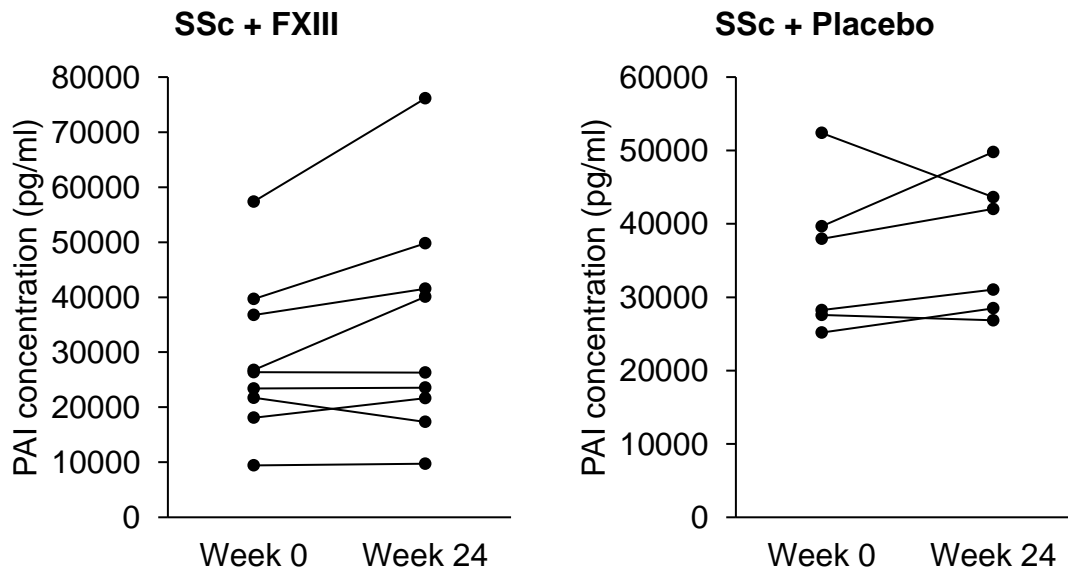 SSc + FXIII
PAI concentration (pg/ml)
80000
70000
60000
50000
40000
30000
20000
10000
0
Week 0 Week 24
SSc + Placebo
PAI concentration (pg/ml)
60000
50000
40000
30000
20000
10000
0
Week 0 Week 24